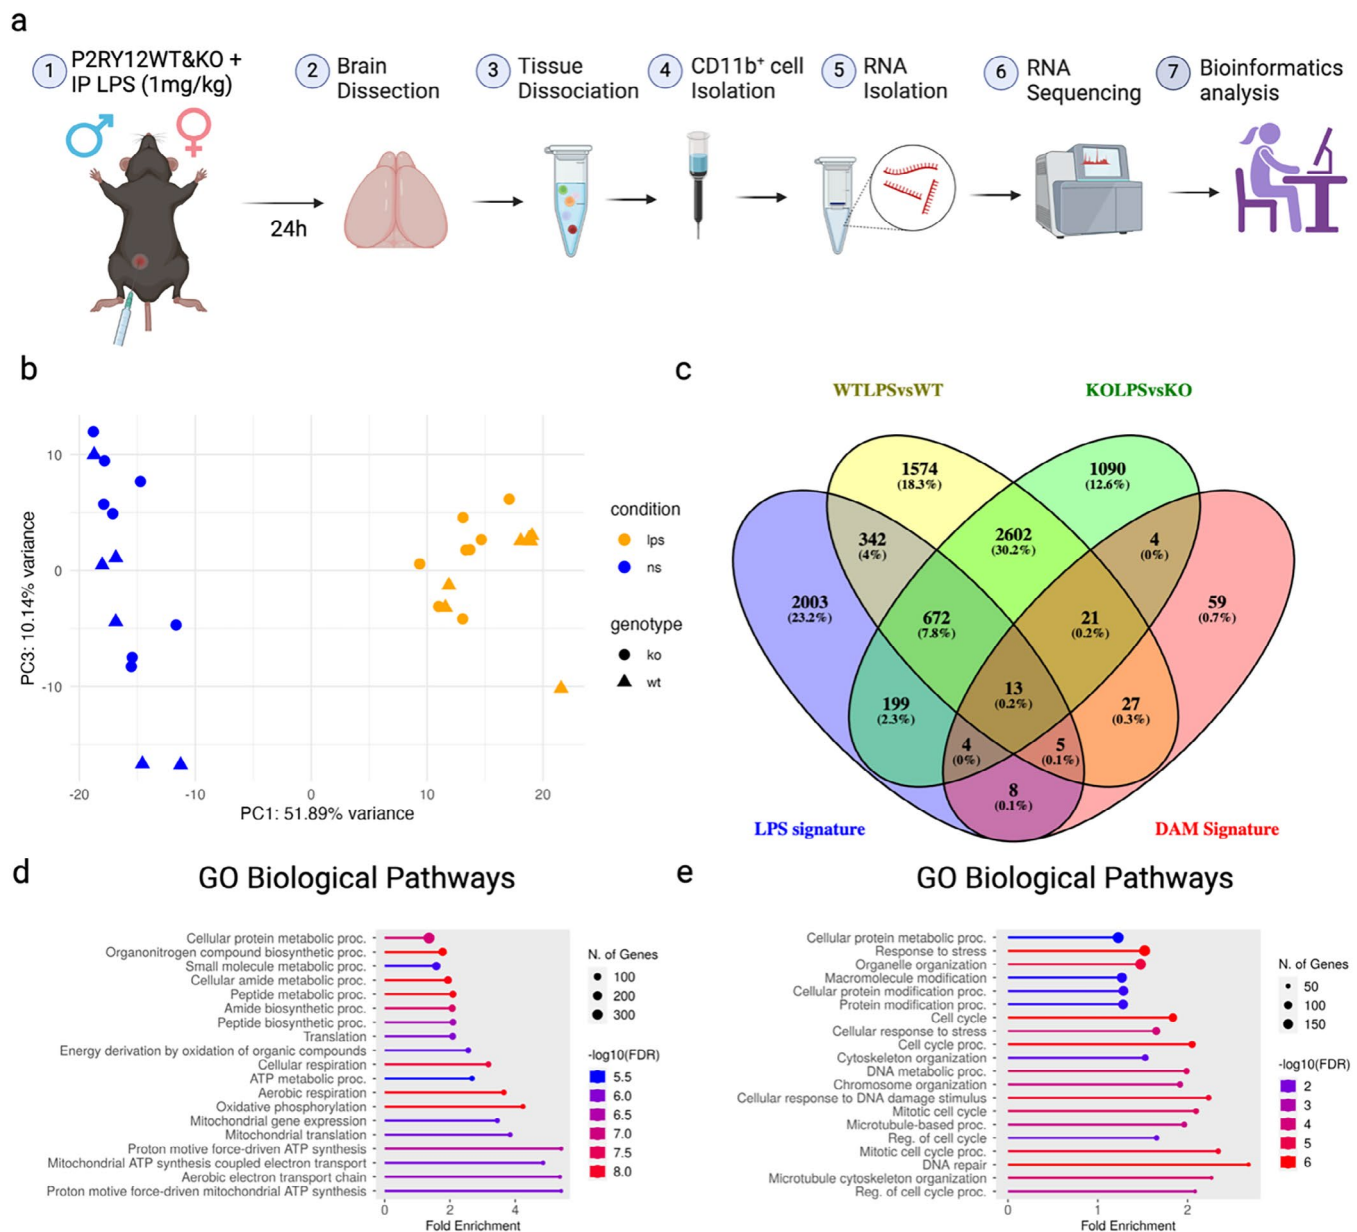 a
1 P2RY12WT&KO +
IP LPS (1mg/kg)
2 Brain
Dissection
3 Tissue
Dissociation
4 CD11b⁺ cell
Isolation
5 RNA
Isolation
6 RNA
Sequencing
7 Bioinformatics
analysis
24h
b
PC3: 10.14% variance
10
0
-10
-20 -10 0 10 20
PC1: 51.89% variance
condition
lps
ns
genotype
ko
wt
c
WTLPSvsWT
KOLPSvsKO
1574
(18.3%)
1090
(12.6%)
342
(4%)
2602
(30.2%)
4
(0%)
2003
(23.2%)
672
(7.8%)
21
(0.2%)
59
(0.7%)
13
(0.2%)
199
(2.3%)
27
(0.3%)
4
(0%)
5
(0.1%)
8
(0.1%)
LPS signature
DAM Signature
d
GO Biological Pathways
Cellular protein metabolic proc.
Organonitrogen compound biosynthetic proc.
Small molecule metabolic proc.
Cellular amide metabolic proc.
Peptide metabolic proc.
Amide biosynthetic proc.
Peptide biosynthetic proc.
Translation
Energy derivation by oxidation of organic compounds
Cellular respiration
ATP metabolic proc.
Aerobic respiration
Oxidative phosphorylation
Mitochondrial gene expression
Mitochondrial translation
Proton motive force-driven ATP synthesis
Mitochondrial ATP synthesis coupled electron transport
Aerobic electron transport chain
Proton motive force-driven mitochondrial ATP synthesis
0 2 4
Fold Enrichment
N. of Genes
100
200
300
-log10(FDR)
5.5
6.0
6.5
7.0
7.5
8.0
e
GO Biological Pathways
Cellular protein metabolic proc.
Response to stress
Organelle organization
Macromolecule modification
Cellular protein modification proc.
Protein modification proc.
Cell cycle
Cellular response to stress
Cell cycle proc.
Cytoskeleton organization
DNA metabolic proc.
Chromosome organization
Cellular response to DNA damage stimulus
Mitotic cell cycle
Microtubule-based proc.
Reg. of cell cycle
Mitotic cell cycle proc.
DNA repair
Microtubule cytoskeleton organization
Reg. of cell cycle proc.
0 1 2
Fold Enrichment
N. of Genes
50
100
150
-log10(FDR)
2
3
4
5
6